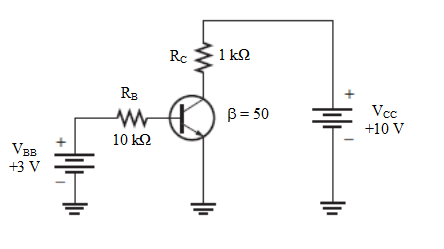 Rc 1 kΩ
RB
β = 50
10 kΩ
+
VBB
+3 V
−
+
Vcc
+10 V
−